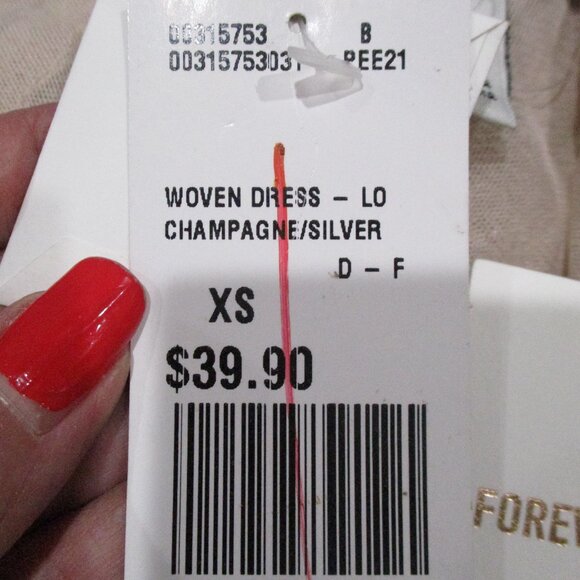 00315753 B
00315753031 REE21
WOVEN DRESS - LO
CHAMPAGNE/SILVER
D - F
XS
$39.90
FOREV